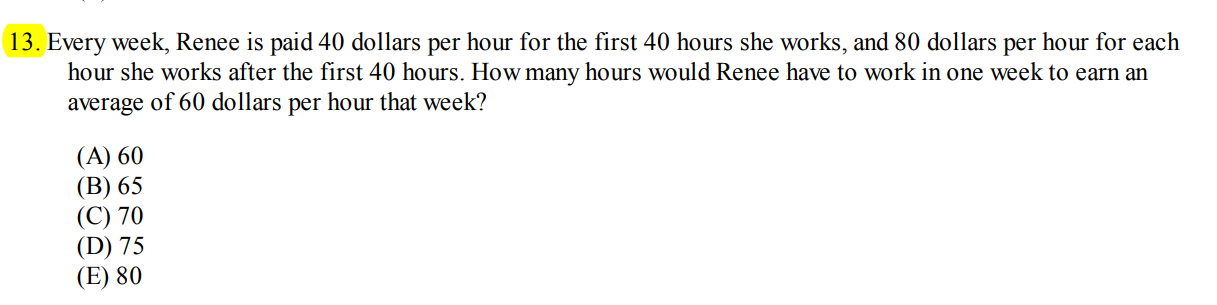 13. Every week, Renee is paid 40 dollars per hour for the first 40 hours she works, and 80 dollars per hour for each
hour she works after the first 40 hours. How many hours would Renee have to work in one week to earn an
average of 60 dollars per hour that week?
(A) 60
(B) 65
(C) 70
(D) 75
(E) 80